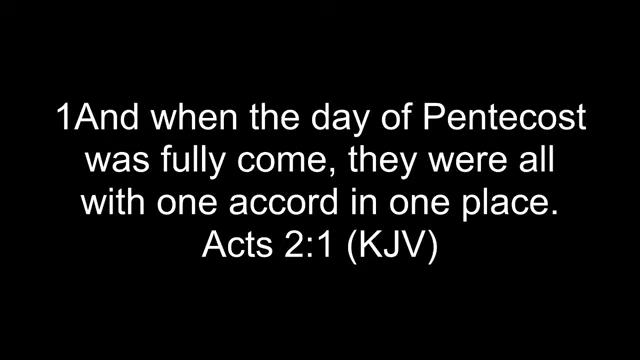 1And when the day of Pentecost
was fully come, they were all
with one accord in one place.
Acts 2:1 (KJV)